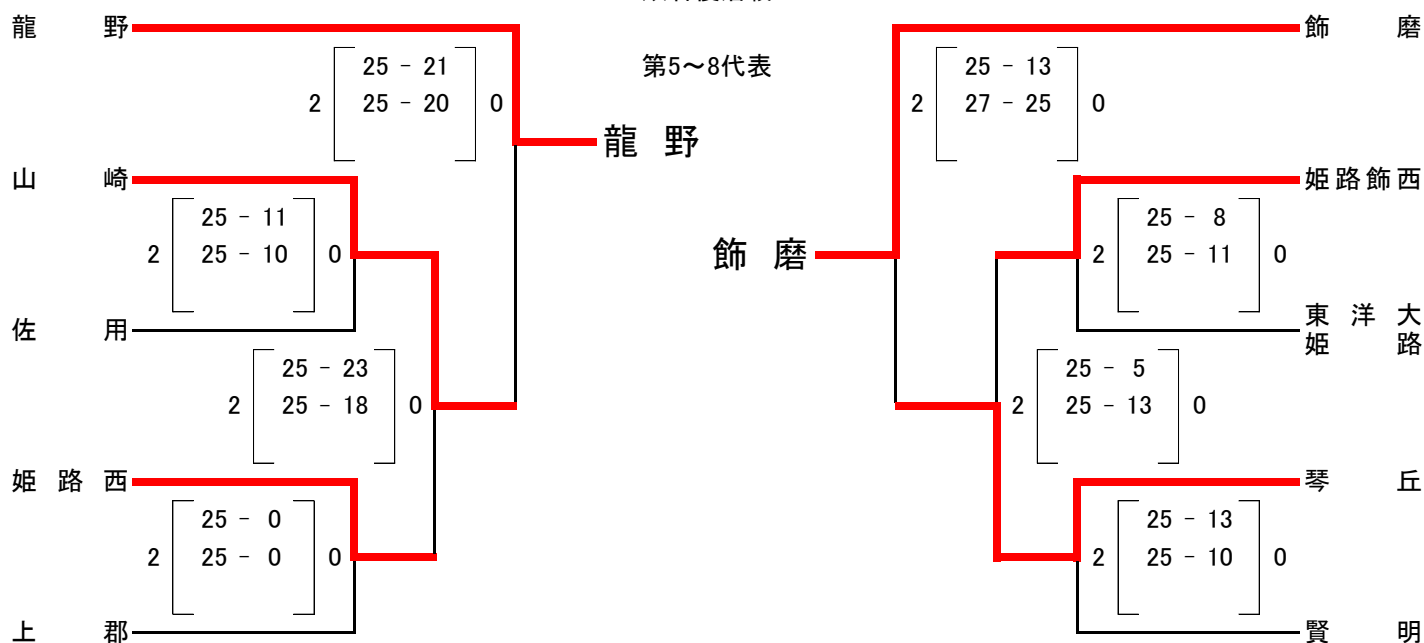 龍野
飾磨
第5～8代表
25 - 21
2 25 - 20 0
25 - 13
2 27 - 25 0
龍野
山崎
姫路飾西
25 - 11
2 25 - 10 0
25 - 8
2 25 - 11 0
飾磨
佐用
東洋大
姫路
25 - 23
2 25 - 18 0
25 - 5
2 25 - 13 0
姫路西
琴丘
25 - 0
2 25 - 0 0
25 - 13
2 25 - 10 0
上郡
賢明